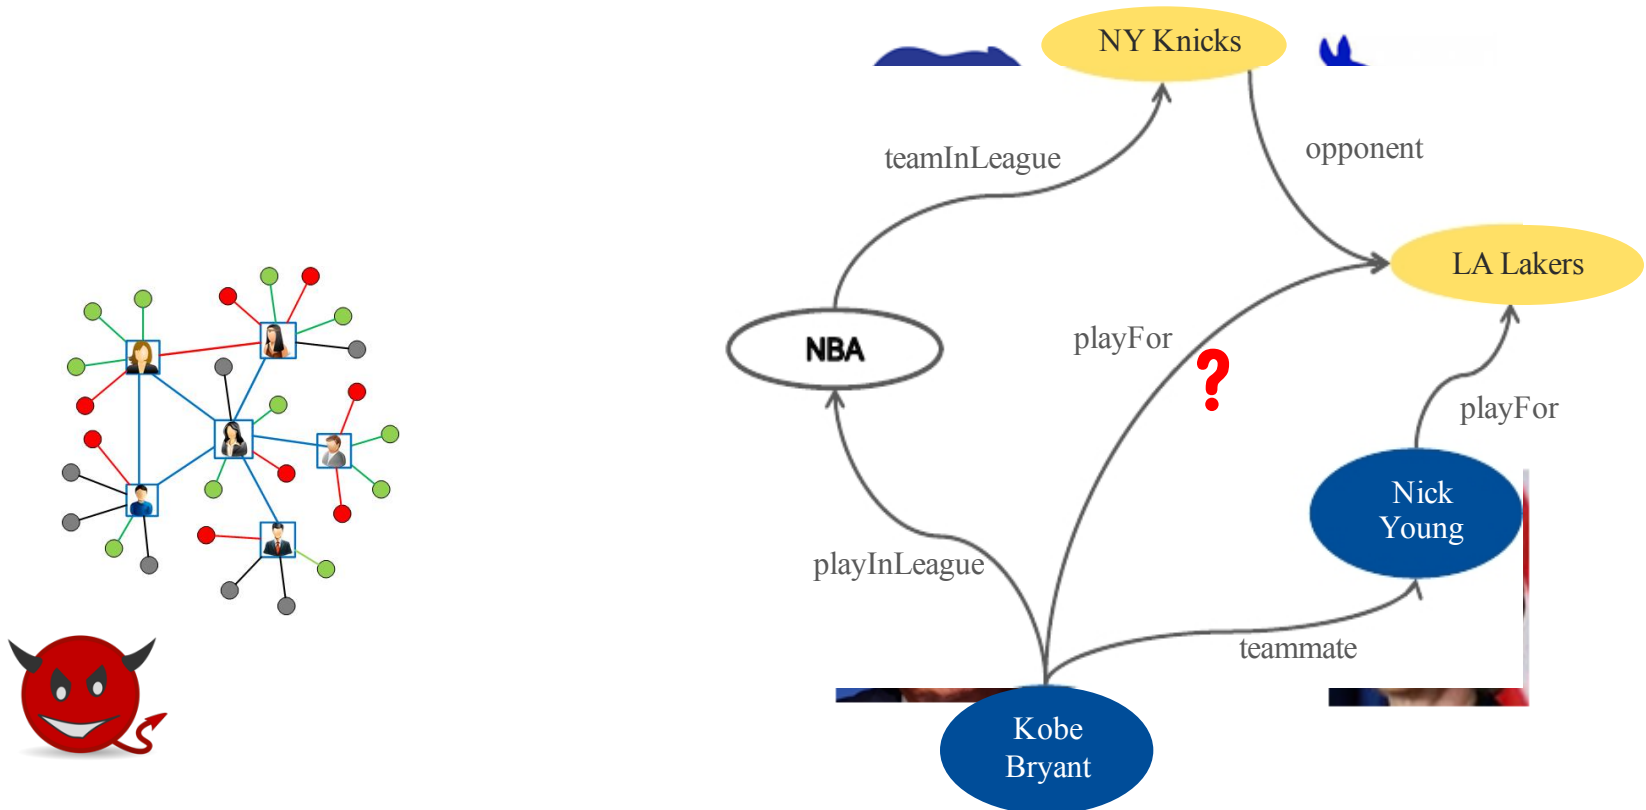 NY Knicks
teamInLeague
opponent
LA Lakers
NBA
playFor
?
playFor
Nick
Young
playInLeague
teammate
Kobe
Bryant